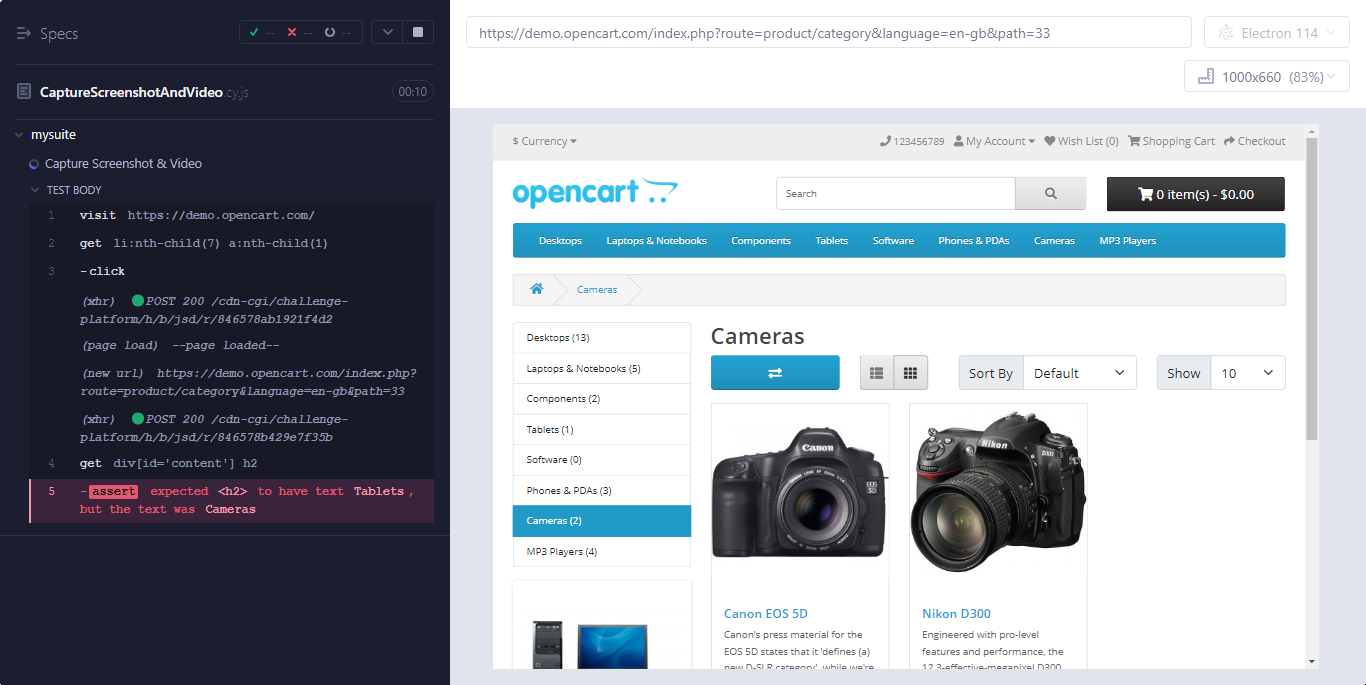 Specs
-- -- --
CaptureScreenshotAndVideo.cy.js
00:10
mysuite
Capture Screenshot & Video
TEST BODY
1 visit https://demo.opencart.com/
2 get li:nth-child(7) a:nth-child(1)
3 -click
(xhr) POST 200 /cdn-cgi/challenge-
platform/h/b/jsd/r/846578ab1921f4d2
(page load) --page loaded--
(new url) https://demo.opencart.com/index.php?
route=product/category&language=en-gb&path=33
(xhr) POST 200 /cdn-cgi/challenge-
platform/h/b/jsd/r/846578b429e7f35b
4 get div[id='content'] h2
5 -assert expected <h2> to have text Tablets,
but the text was Cameras
https://demo.opencart.com/index.php?route=product/category&language=en-gb&path=33
Electron 114
1000x660 (83%)
$ Currency
123456789 My Account Wish List (0) Shopping Cart Checkout
opencart
Search
0 item(s) - $0.00
Desktops Laptops & Notebooks Components Tablets Software Phones & PDAs Cameras MP3 Players
Cameras
Desktops (13)
Laptops & Notebooks (5)
Components (2)
Tablets (1)
Software (0)
Phones & PDAs (3)
Cameras (2)
MP3 Players (4)
Cameras
Sort By Default
Show 10
Canon
EOS
5D
Nikon
D300
Canon EOS 5D
Canon's press material for the
EOS 5D states that it 'defines (a)
new D-SLR category', while we're
Nikon D300
Engineered with pro-level
features and performance, the
12.3-effective-megapixel D300